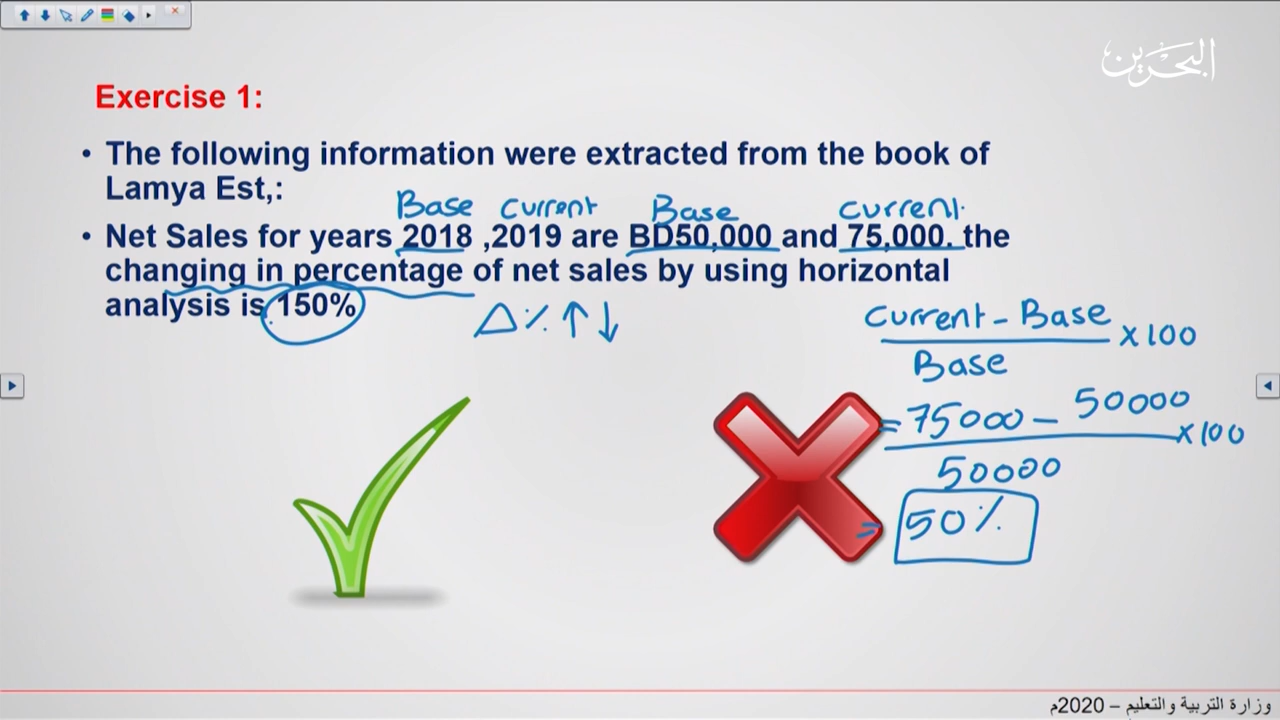 البحرين
Exercise 1:
• The following information were extracted from the book of
Lamya Est,:
Base current Base current.
• Net Sales for years 2018 ,2019 are BD50,000 and 75,000. the
changing in percentage of net sales by using horizontal
analysis is 150%
Δ٪ ↑ ↓
current - Base
Base
x100
= 75000 - 50000
50000
x100
= 50٪
وزارة التربية والتعليم – 2020م